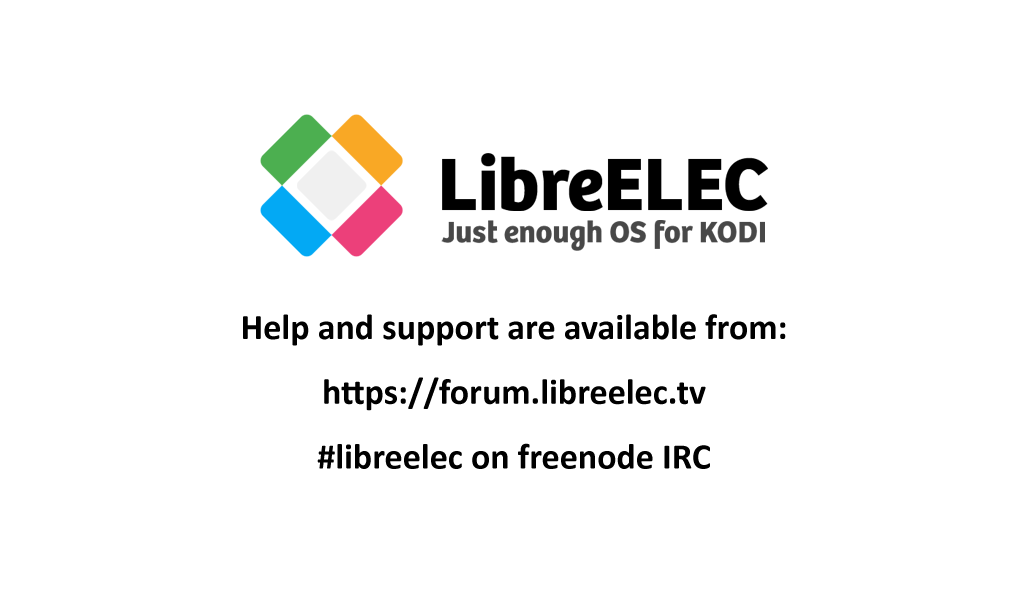 LibreELEC
Just enough OS for KODI
Help and support are available from:
https://forum.libreelec.tv
#libreelec on freenode IRC